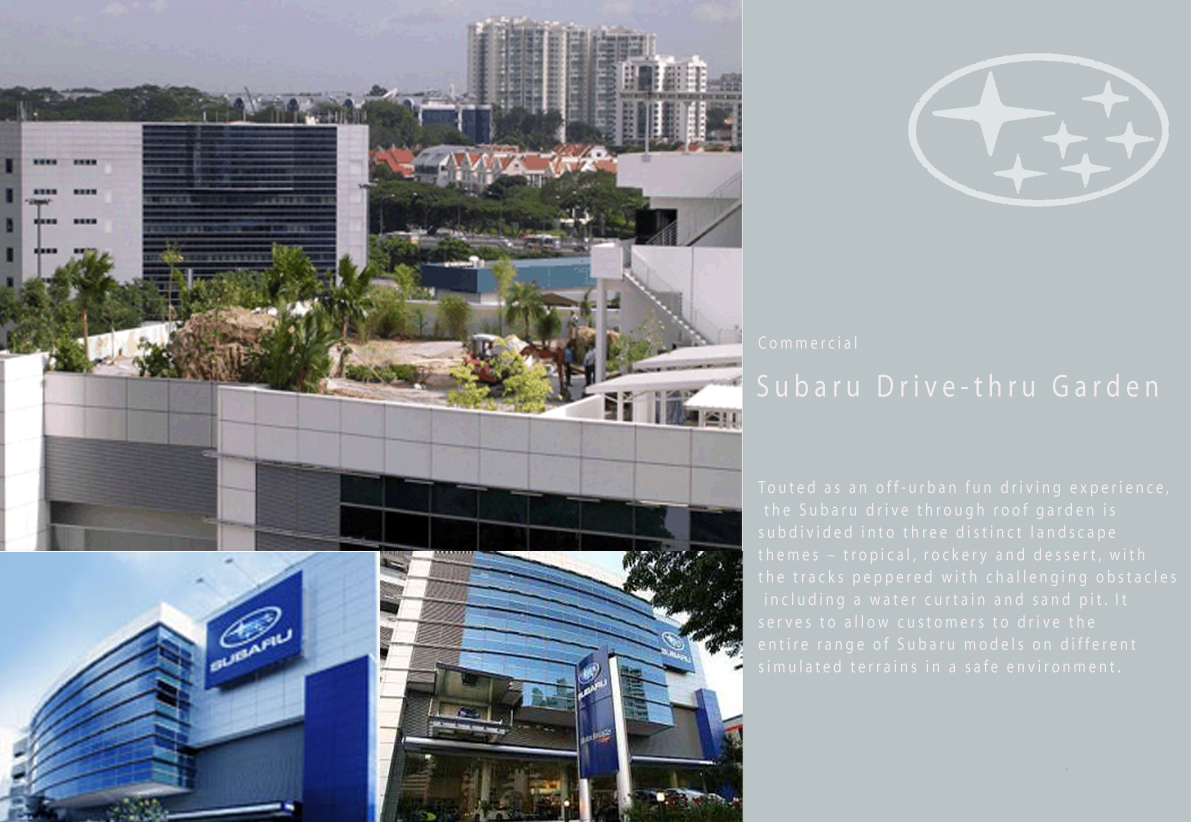 Commercial
Subaru Drive-thru Garden
Touted as an off-urban fun driving experience,
the Subaru drive through roof garden is
subdivided into three distinct landscape
themes – tropical, rockery and dessert, with
the tracks peppered with challenging obstacles
including a water curtain and sand pit. It
serves to allow customers to drive the
entire range of Subaru models on different
simulated terrains in a safe environment.
SUBARU
SUBARU
SUBARU